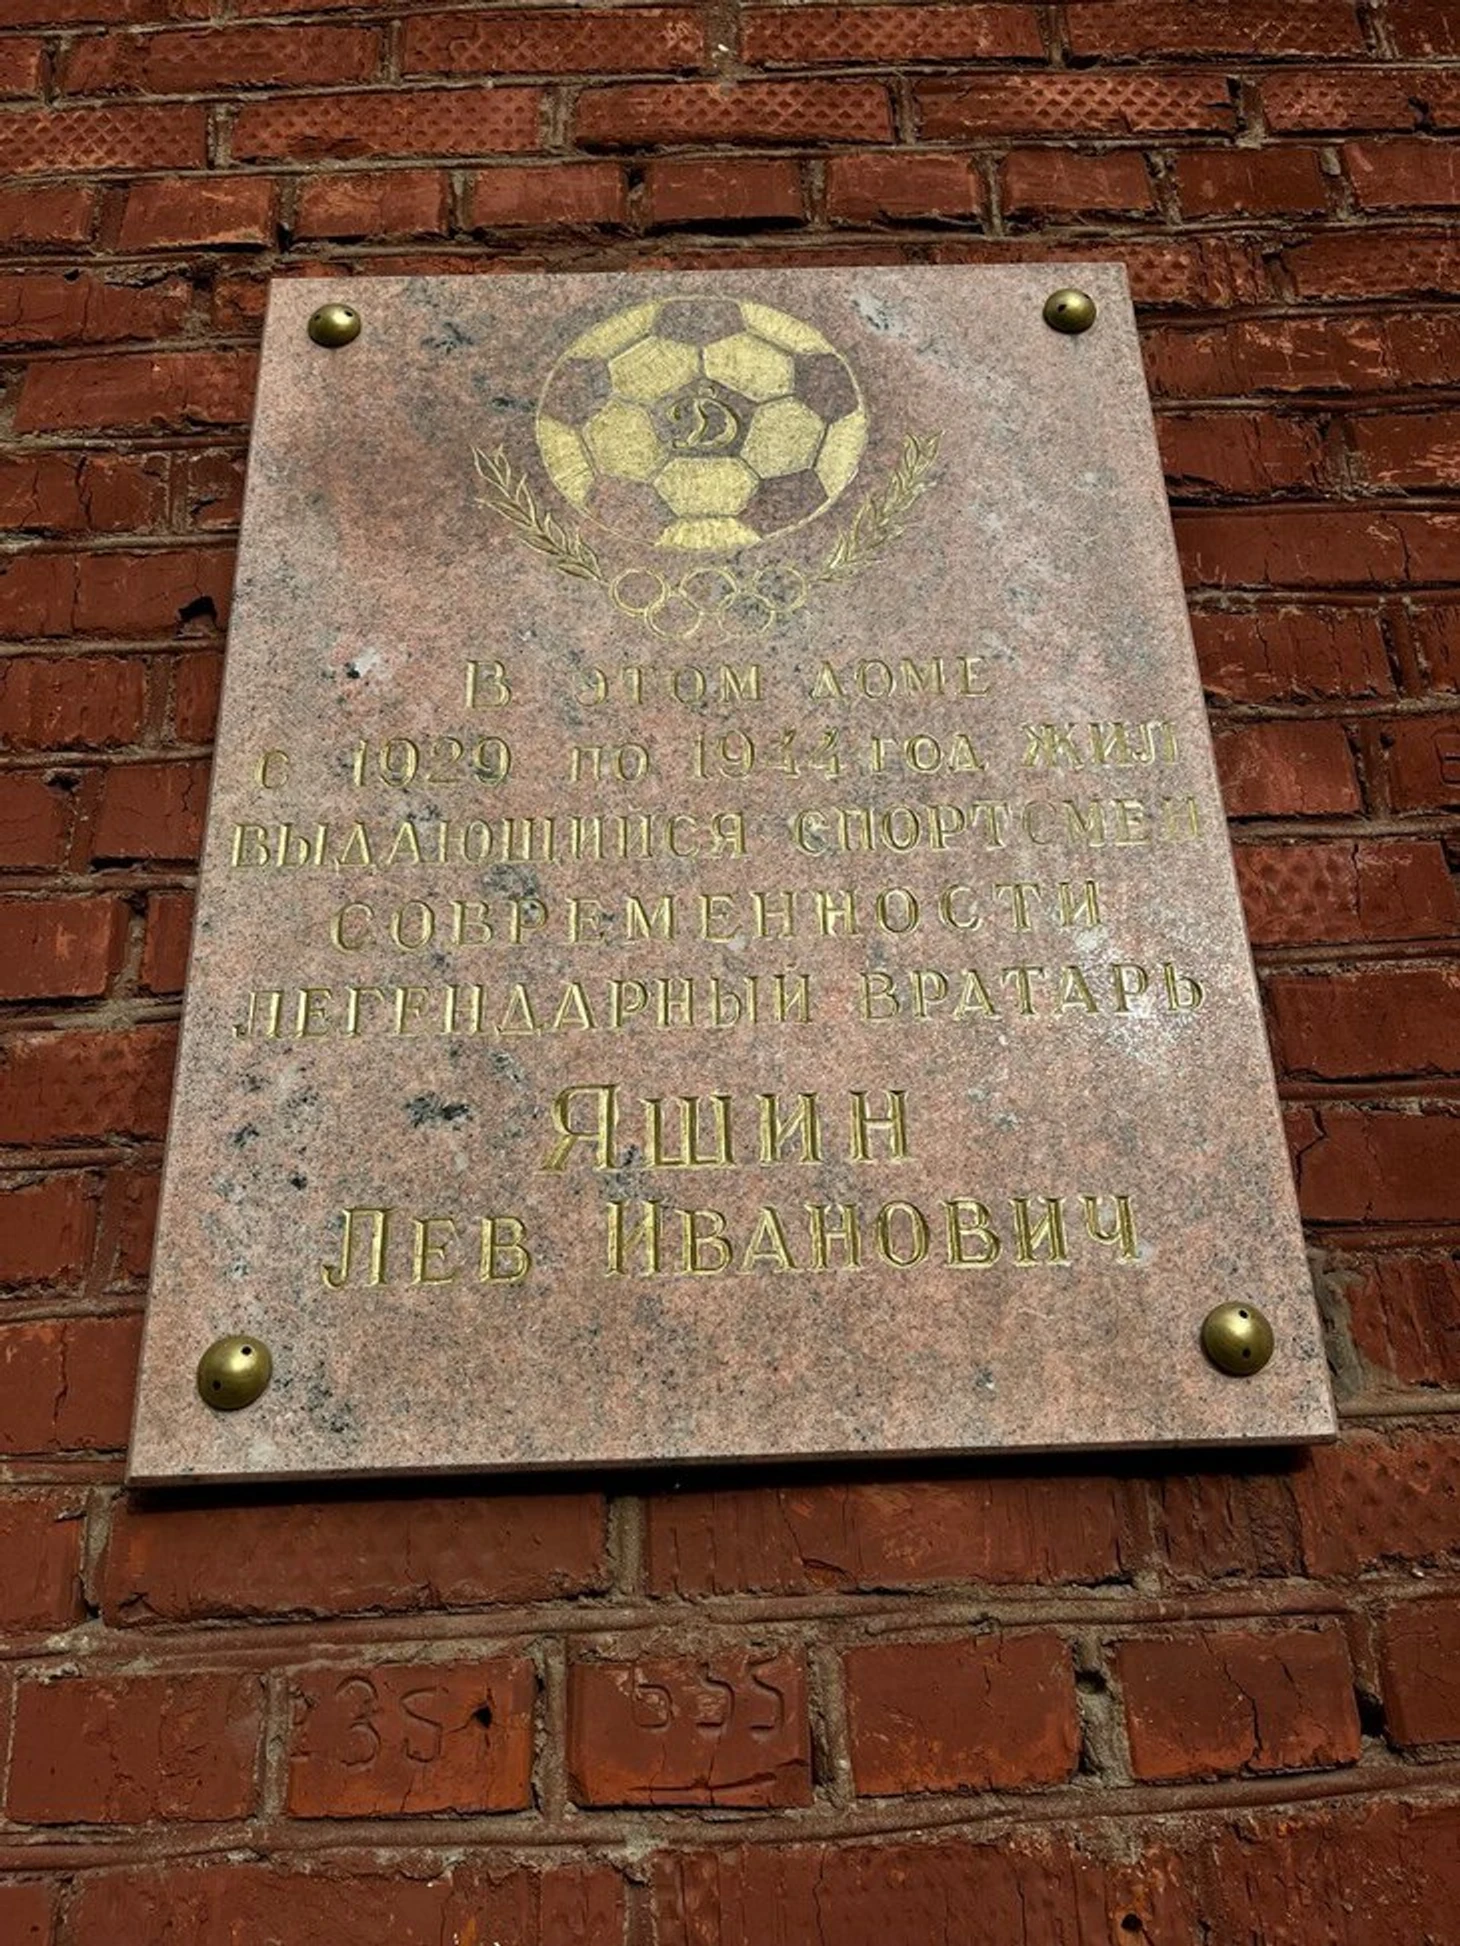 Д
В ЭТОМ ДОМЕ
С 1929 ПО 1944 ГОД ЖИЛ
ВЫДАЮЩИЙСЯ СПОРТСМЕН
СОВРЕМЕННОСТИ
ЛЕГЕНДАРНЫЙ ВРАТАРЬ
ЯШИН
ЛЕВ ИВАНОВИЧ